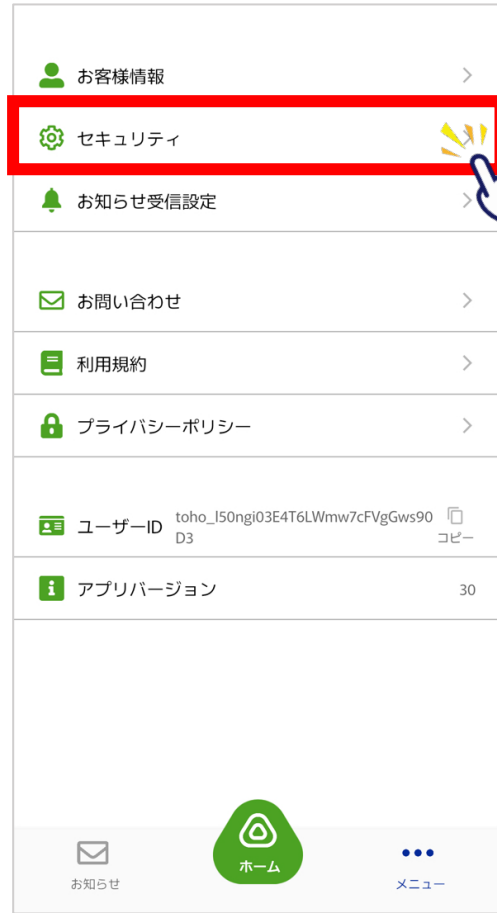 お客様情報
セキュリティ
お知らせ受信設定
お問い合わせ
利用規約
プライバシーポリシー
ユーザーID toho_l50ngi03E4T6LWmw7cFVgGws90
D3 コピー
アプリバージョン 30
お知らせ ホーム メニュー